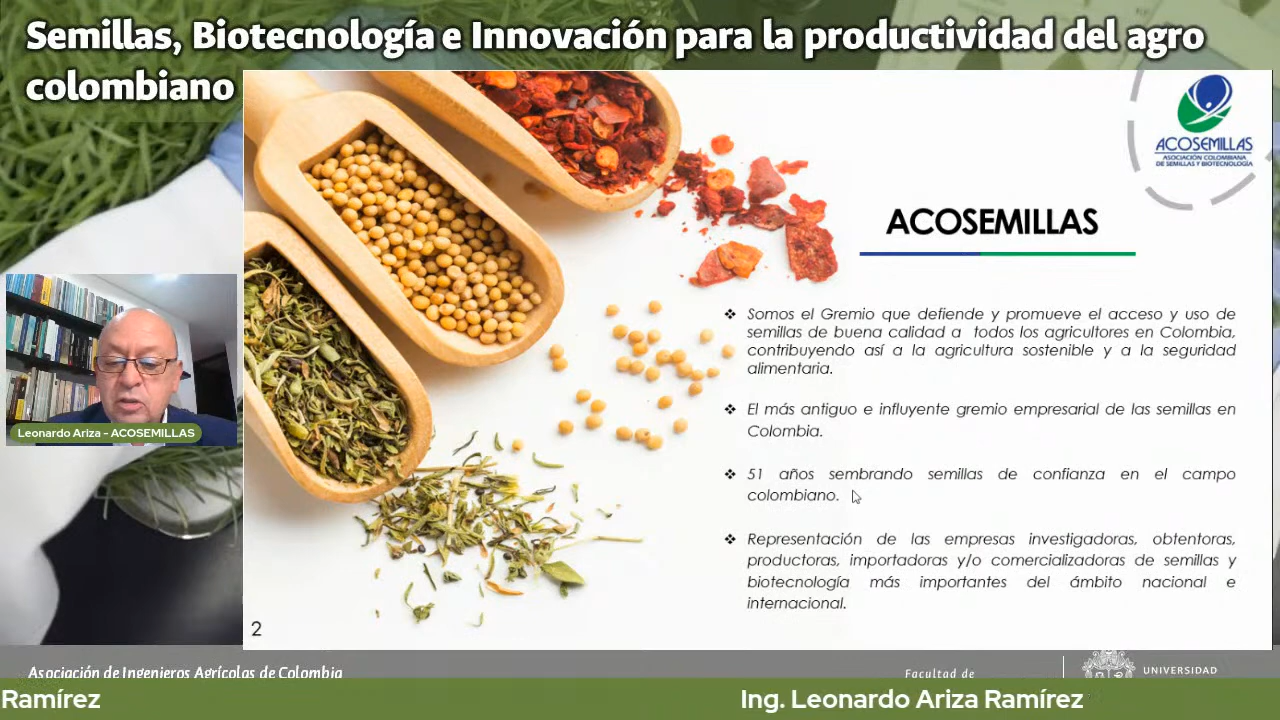 Semillas, Biotecnología e Innovación para la productividad del agro
colombiano
ACOSEMILLAS
ASOCIACIÓN COLOMBIANA
DE SEMILLAS Y BIOTECNOLOGÍA
ACOSEMILLAS
❖ Somos el Gremio que defiende y promueve el acceso y uso de
semillas de buena calidad a todos los agricultores en Colombia,
contribuyendo así a la agricultura sostenible y a la seguridad
alimentaria.
❖ El más antiguo e influyente gremio empresarial de las semillas en
Colombia.
❖ 51 años sembrando semillas de confianza en el campo
colombiano.
❖ Representación de las empresas investigadoras, obtentoras,
productoras, importadoras y/o comercializadoras de semillas y
biotecnología más importantes del ámbito nacional e
internacional.
2
Leonardo Ariza - ACOSEMILLAS
Asociación de Ingenieros Agrícolas de Colombia
Facultad de
UNIVERSIDAD
Ramírez
Ing. Leonardo Ariza Ramírez